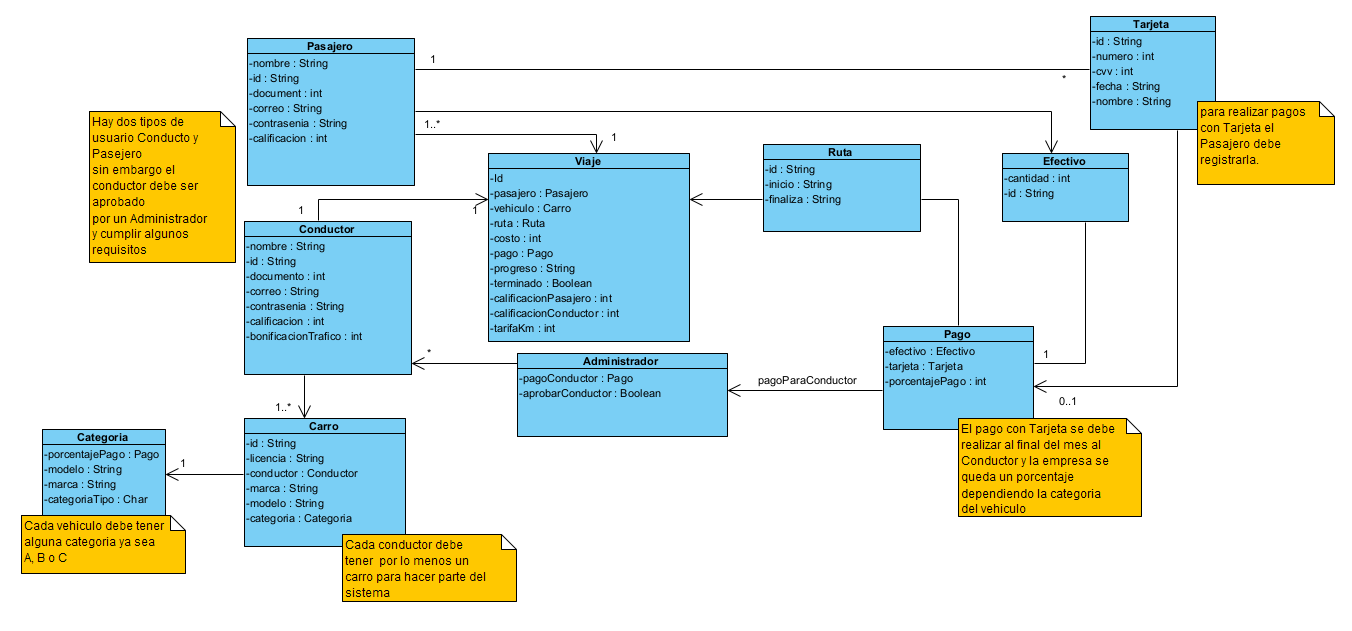 Pasajero
-nombre : String
-id : String
-document : int
-correo : String
-contrasenia : String
-calificacion : int
1
*
1..*
1
Tarjeta
-id : String
-numero : int
-cvv : int
-fecha : String
-nombre : String
para realizar pagos
con Tarjeta el
Pasajero debe
registrarla.
Hay dos tipos de
usuario Conducto y
Pasejero
sin embargo el
conductor debe ser
aprobado
por un Administrador
y cumplir algunos
requisitos
Viaje
-Id
-pasajero : Pasajero
-vehiculo : Carro
-ruta : Ruta
-costo : int
-pago : Pago
-progreso : String
-terminado : Boolean
-calificacionPasajero : int
-calificacionConductor : int
-tarifaKm : int
Ruta
-id : String
-inicio : String
-finaliza : String
Efectivo
-cantidad : int
-id : String
1
1
Conductor
-nombre : String
-id : String
-documento : int
-correo : String
-contrasenia : String
-calificacion : int
-bonificacionTrafico : int
*
Administrador
-pagoConductor : Pago
-aprobarConductor : Boolean
pagoParaConductor
Pago
-efectivo : Efectivo
-tarjeta : Tarjeta
-porcentajePago : int
1
0..1
El pago con Tarjeta se debe
realizar al final del mes al
Conductor y la empresa se
queda un porcentaje
dependiendo la categoria
del vehiculo
1..*
Carro
-id : String
-licencia : String
-conductor : Conductor
-marca : String
-modelo : String
-categoria : Categoria
1
Categoria
-porcentajePago : Pago
-modelo : String
-marca : String
-categoriaTipo : Char
Cada vehiculo debe tener
alguna categoria ya sea
A, B o C
Cada conductor debe
tener  por lo menos un
carro para hacer parte del
sistema